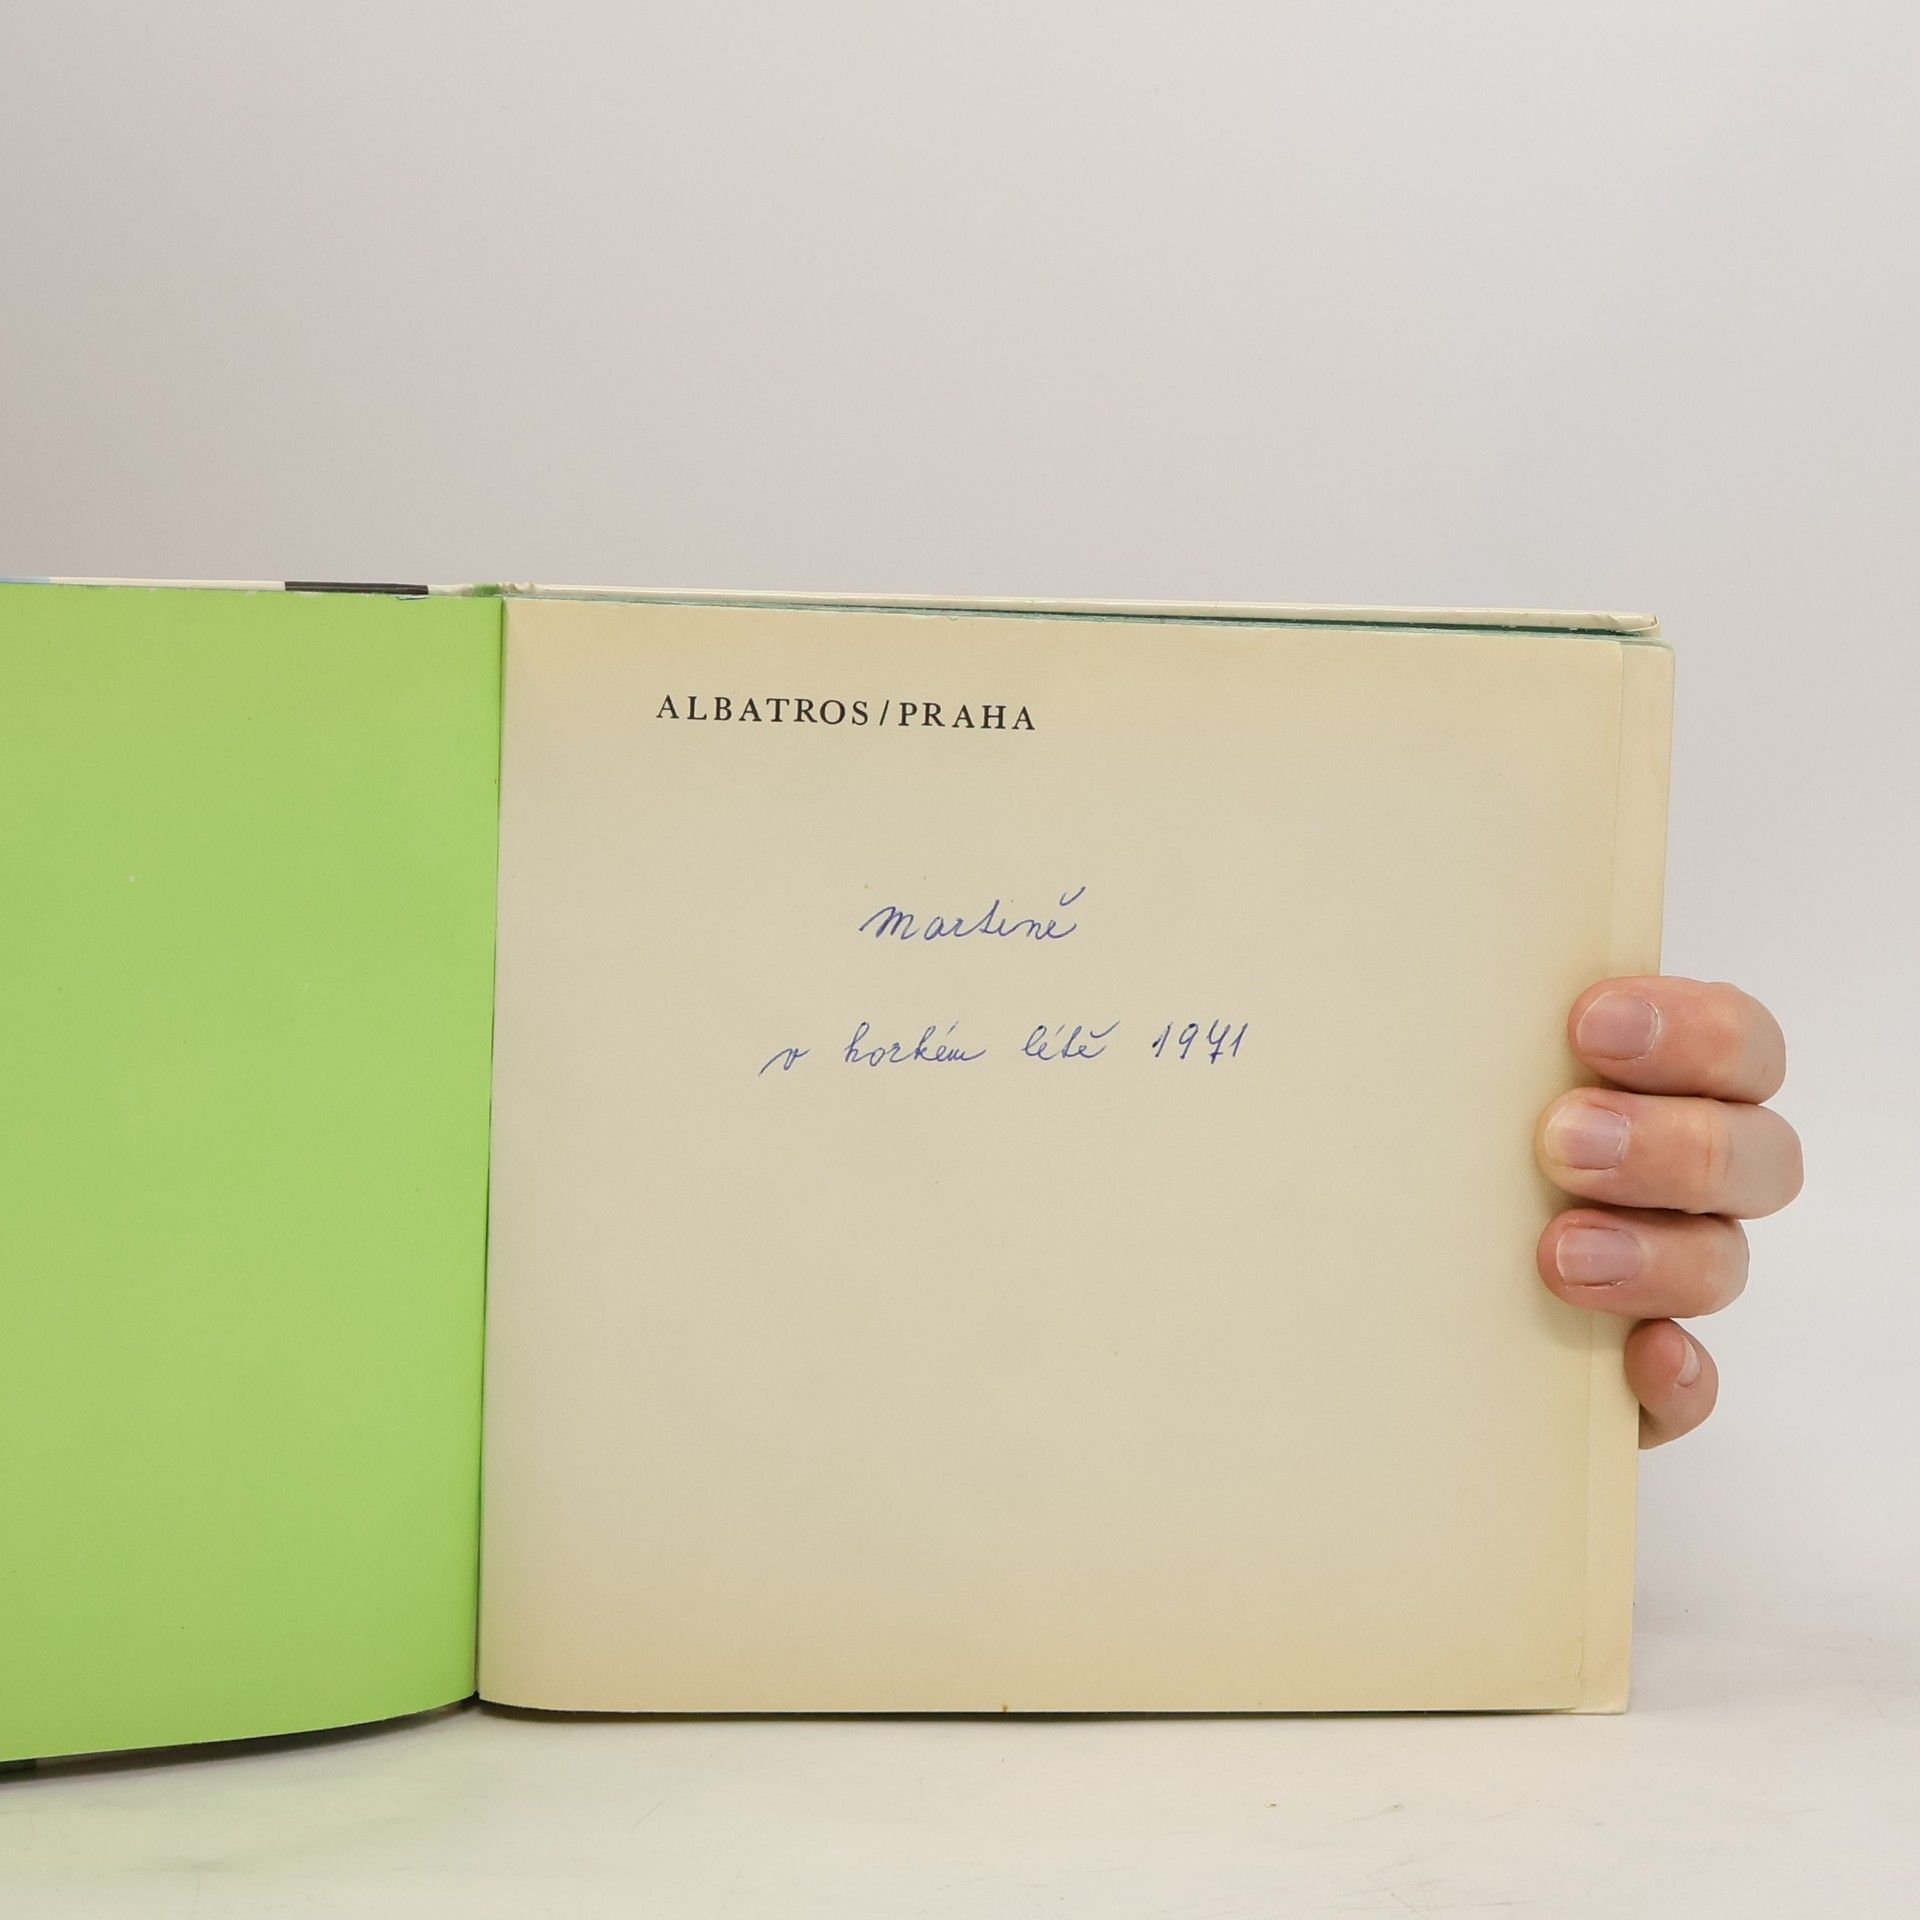 ALBATROS/PRAHA
Martině
v horkém létě 1971